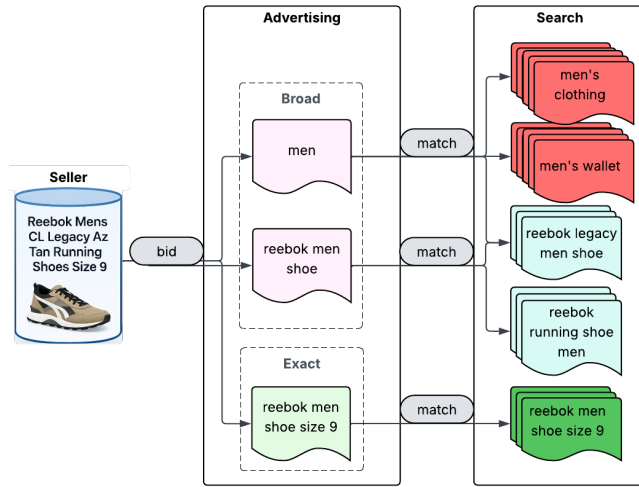 Advertising
Search
Broad
men
match
men's
clothing
men's wallet
Seller
Reebok Mens
CL Legacy Az
Tan Running
Shoes Size 9
bid
reebok men
shoe
match
reebok legacy
men shoe
reebok
running shoe
men
Exact
reebok men
shoe size 9
match
reebok men
shoe size 9